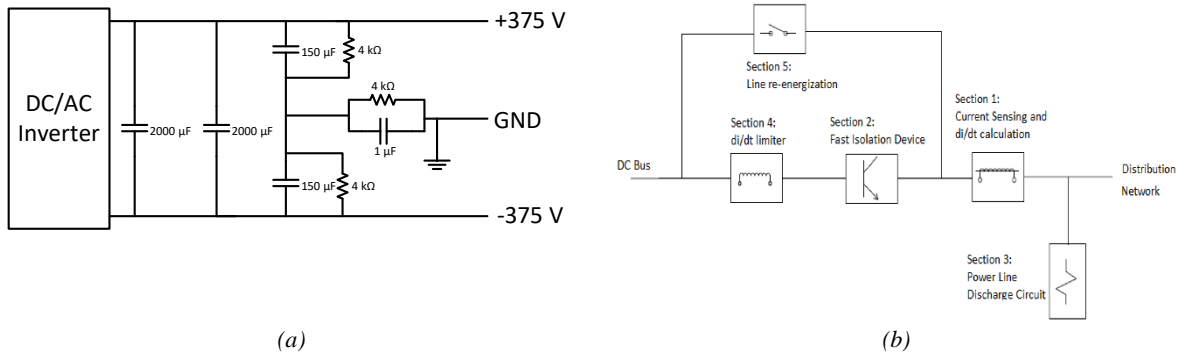 DC/AC
Inverter
+375 V
150 µF
4 kΩ
4 kΩ
2000 µF
2000 µF
GND
1 µF
150 µF
4 kΩ
-375 V
(a)
Section 5:
Line re-energization
Section 1:
Current Sensing and
di/dt calculation
Section 4:
di/dt limiter
Section 2:
Fast Isolation Device
DC Bus
Distribution
Network
Section 3:
Power Line
Discharge Circuit
(b)